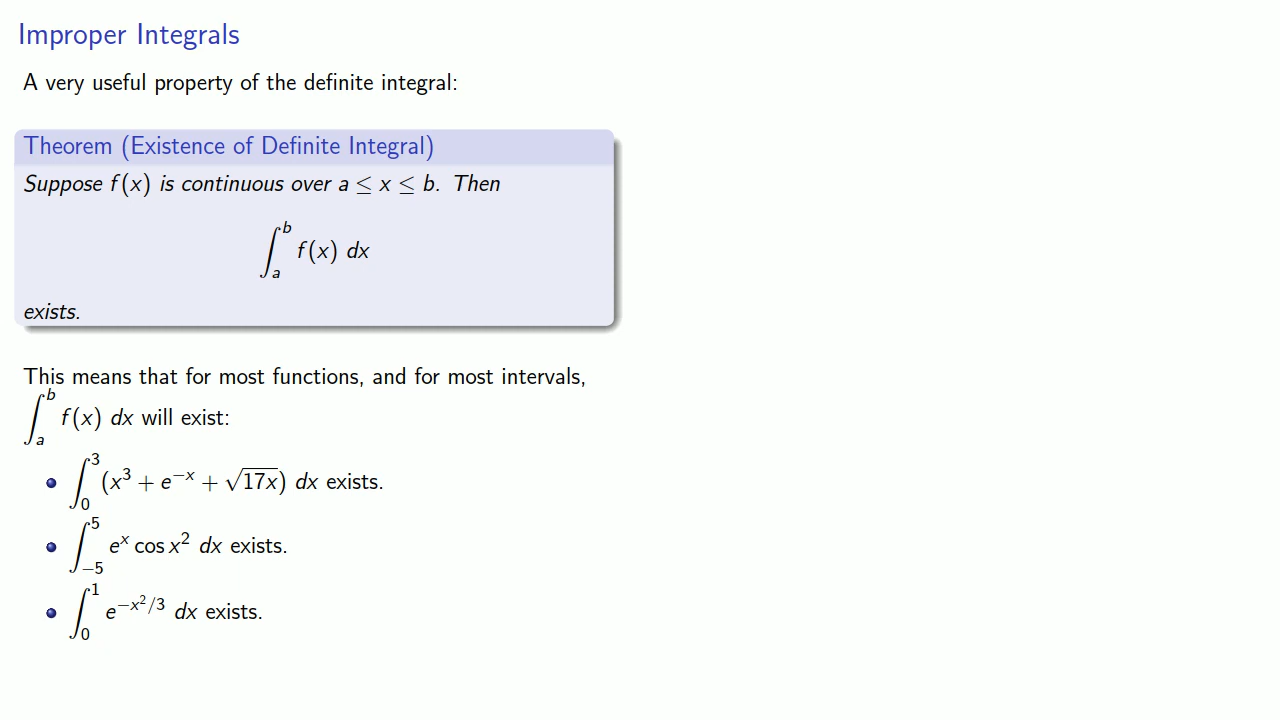 Improper Integrals
A very useful property of the definite integral:
Theorem (Existence of Definite Integral)
Suppose f(x) is continuous over a ≤ x ≤ b. Then
∫_a^b f(x) dx
exists.
This means that for most functions, and for most intervals,
∫_a^b f(x) dx will exist:
• ∫_0^3 (x^3 + e^{−x} + √(17x)) dx exists.
• ∫_{−5}^5 e^x cos x^2 dx exists.
• ∫_0^1 e^{−x^2/3} dx exists.